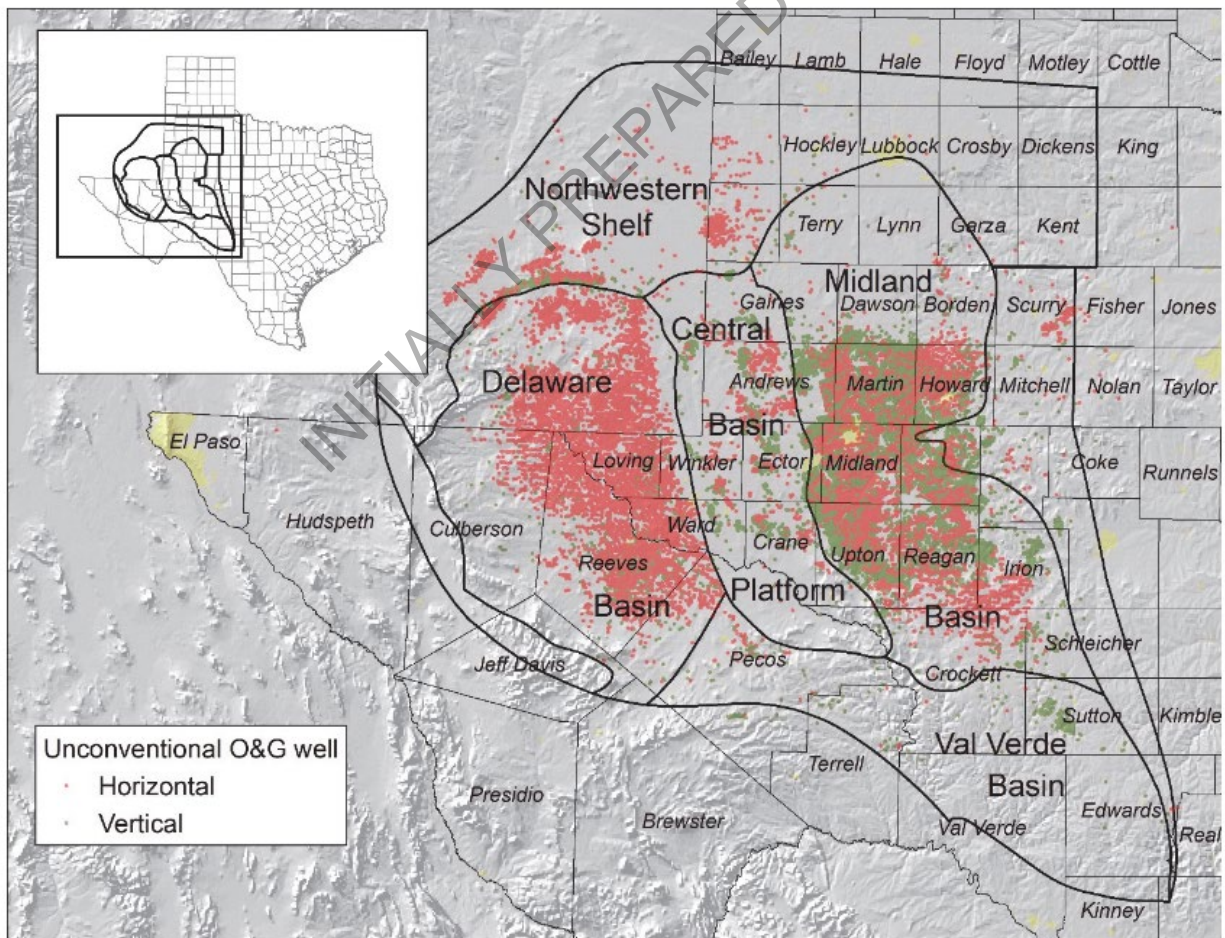 INITIALLY PREPARED
Bailey Lamb Hale Floyd Motley Cottle
Hockley Lubbock Crosby Dickens King
Northwestern
Shelf
Terry Lynn Garza Kent
Midland
Gaines Dawson Borden Scurry Fisher Jones
Central
Delaware Andrews Martin Howard Mitchell Nolan Taylor
Basin
El Paso Loving Winkler Ector Midland Coke Runnels
Hudspeth Culberson Ward Crane
Reeves Upton Reagan Irion
Basin Platform Basin
Jeff Davis Pecos Crockett Schleicher
Sutton Kimble
Val Verde
Basin
Terrell
Presidio Brewster Val Verde Edwards Real
Kinney
Unconventional O&G well
Horizontal
Vertical